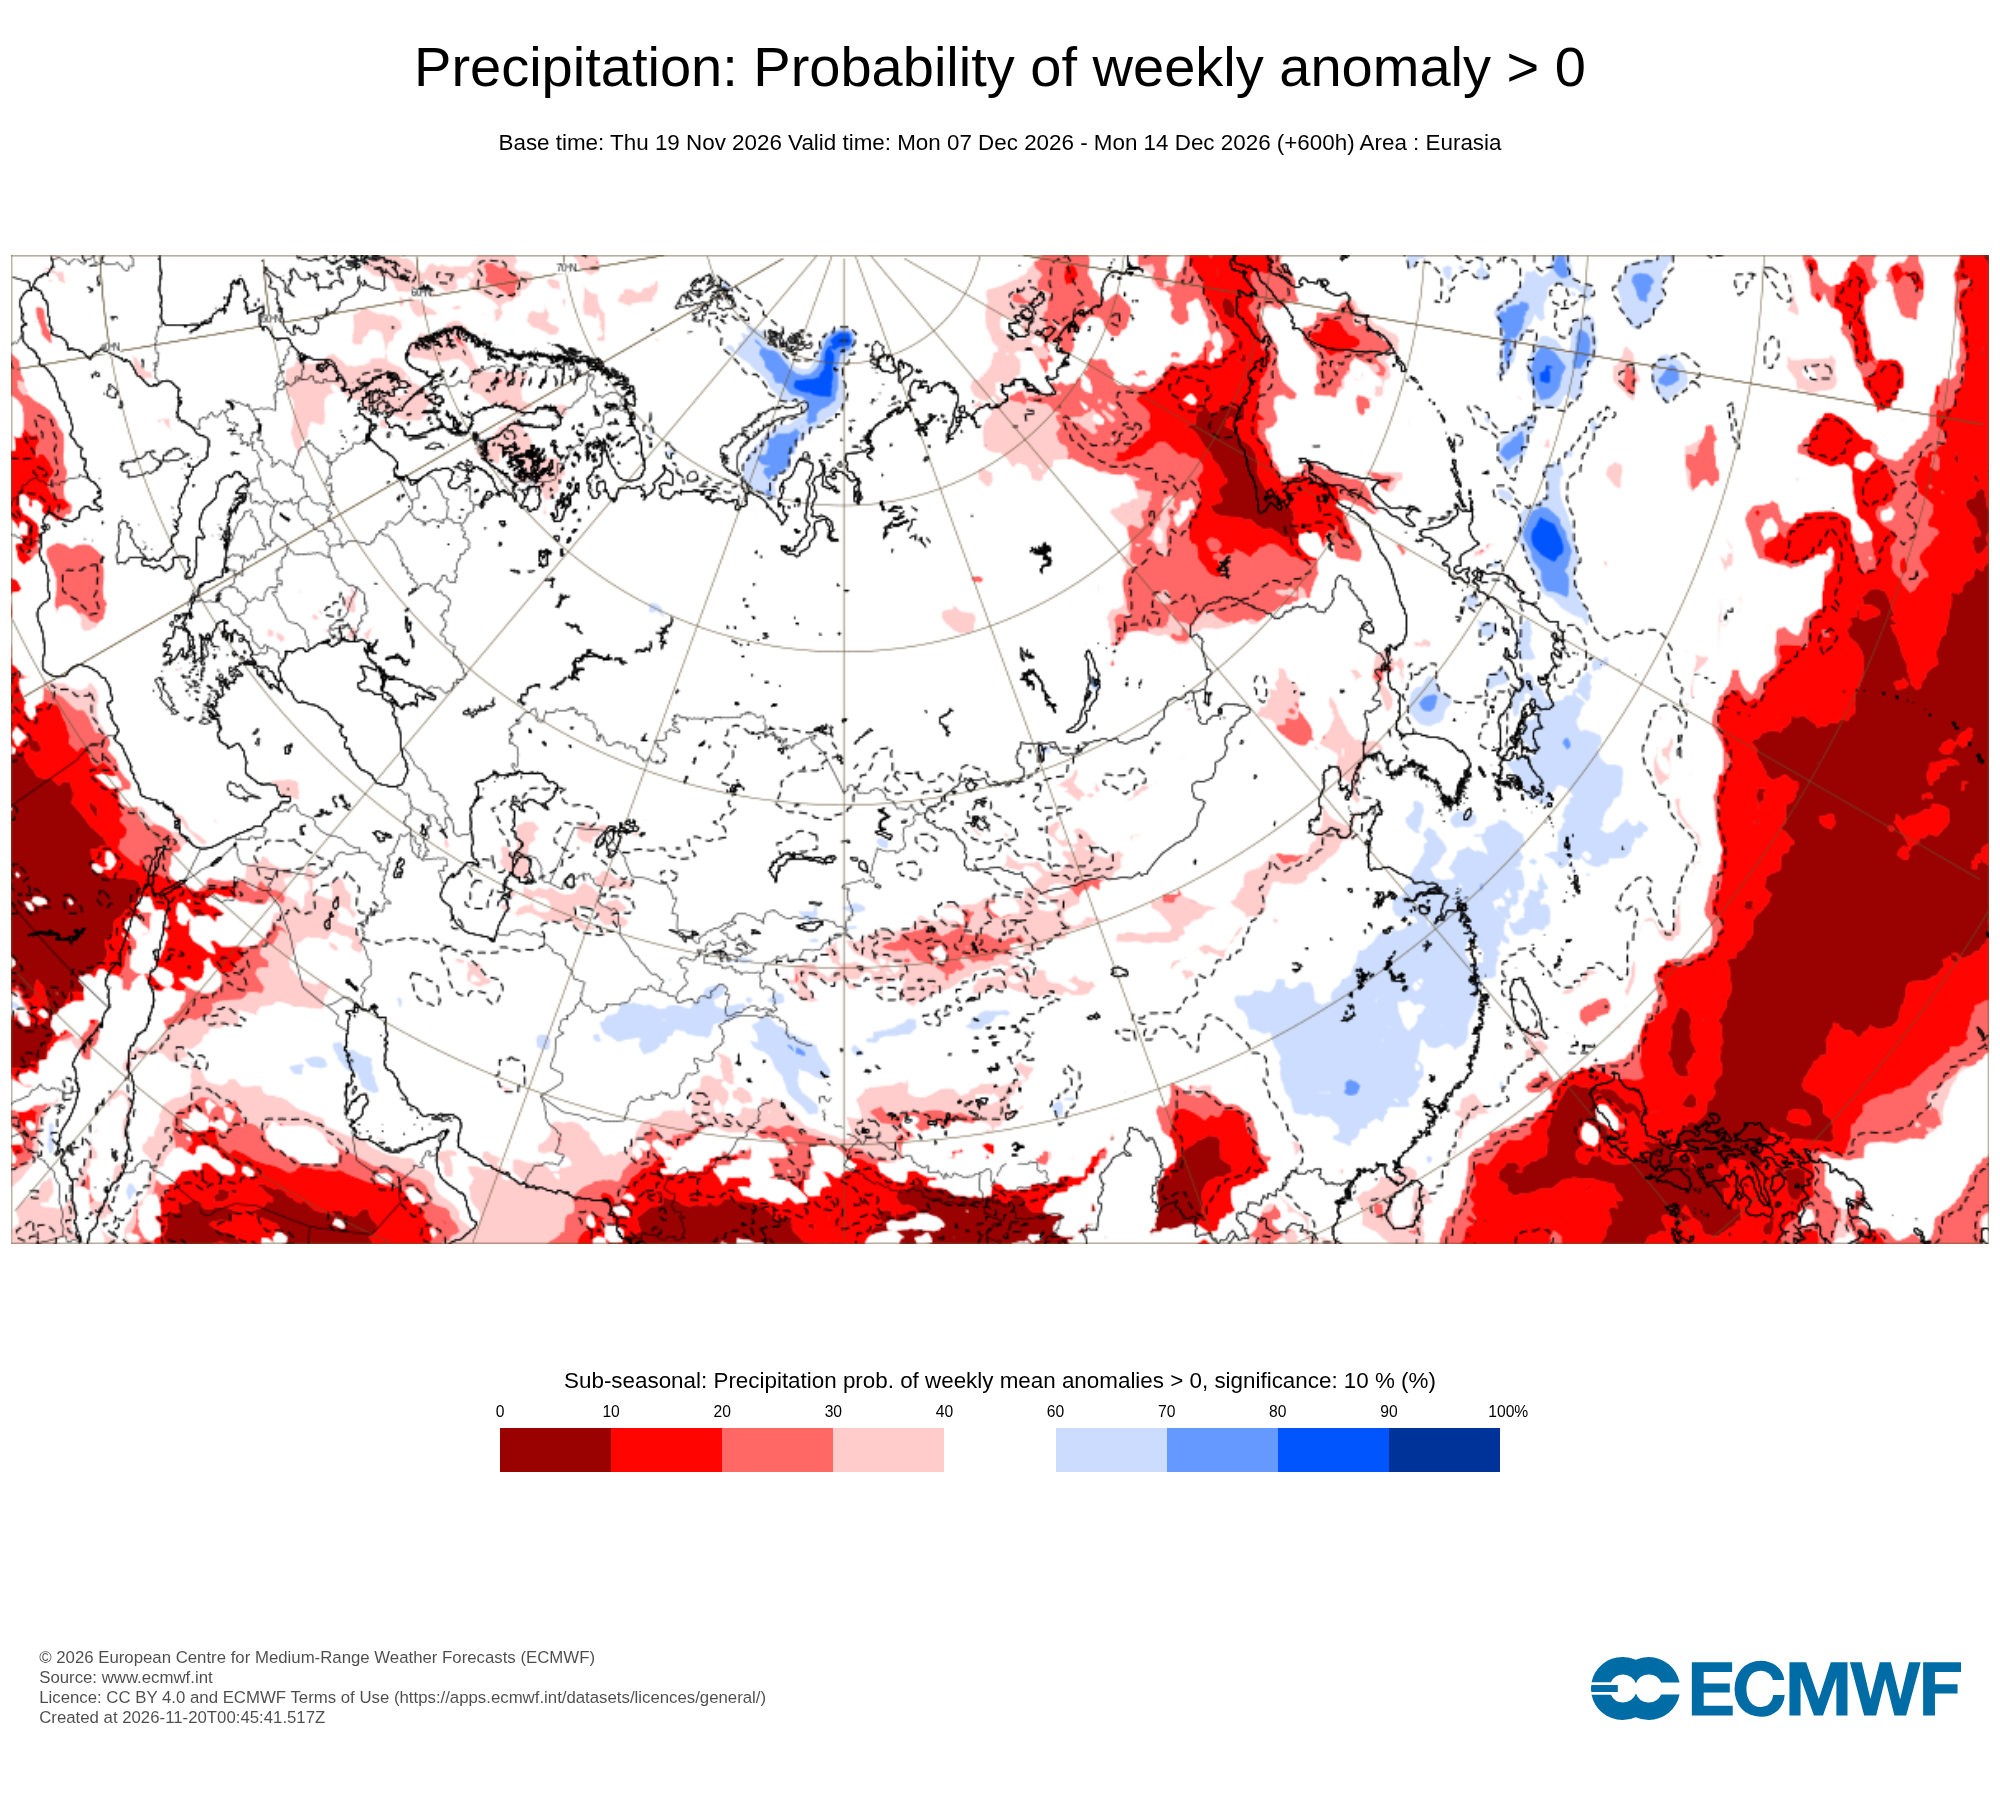 Precipitation: Probability of weekly anomaly > 0
Base time: Thu 19 Nov 2026 Valid time: Mon 07 Dec 2026 - Mon 14 Dec 2026 (+600h) Area : Eurasia
70°N
60°N
50°N
Sub-seasonal: Precipitation prob. of weekly mean anomalies > 0, significance: 10 % (%)
0 10 20 30 40 60 70 80 90 100%
© 2026 European Centre for Medium-Range Weather Forecasts (ECMWF)
Source: www.ecmwf.int
Licence: CC BY 4.0 and ECMWF Terms of Use (https://apps.ecmwf.int/datasets/licences/general/)
Created at 2026-11-20T00:45:41.517Z
ECMWF